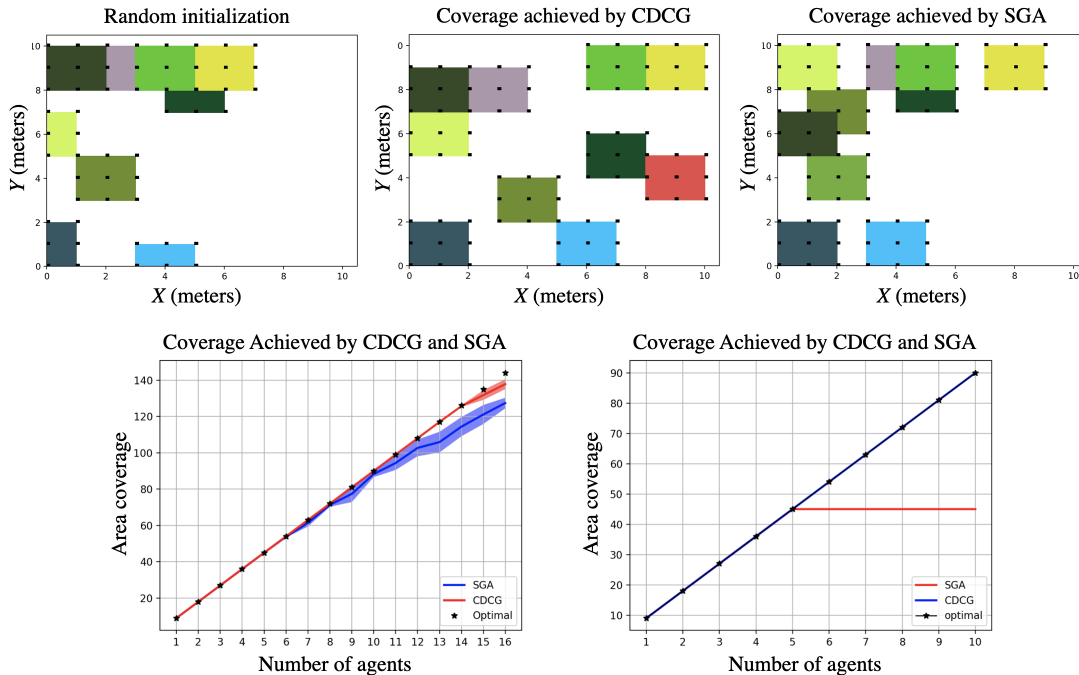 Random initialization
Coverage achieved by CDCG
Coverage achieved by SGA
10
8
6
4
2
0
Y (meters)
0 2 4 6 8 10
X (meters)
0
8
6
4
2
0
Y (meters)
0 2 4 6 8 10
X (meters)
10
8
6
4
2
0
Y (meters)
0 2 4 6 8 10
X (meters)
Coverage Achieved by CDCG and SGA
140
120
100
80
60
40
20
Area coverage
SGA
CDCG
Optimal
1 2 3 4 5 6 7 8 9 10 11 12 13 14 15 16
Number of agents
Coverage Achieved by CDCG and SGA
90
80
70
60
50
40
30
20
10
Area coverage
SGA
CDCG
optimal
1 2 3 4 5 6 7 8 9 10
Number of agents